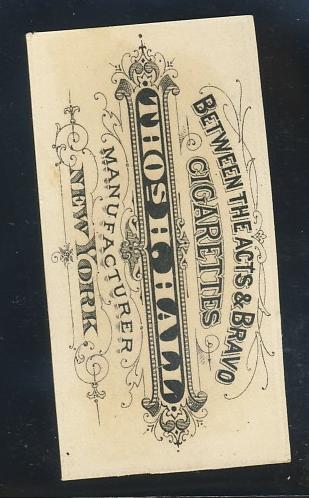 BETWEEN THE ACTS & BRAVO
CIGARETTES
THOS H HALL
MANUFACTURER
NEW YORK